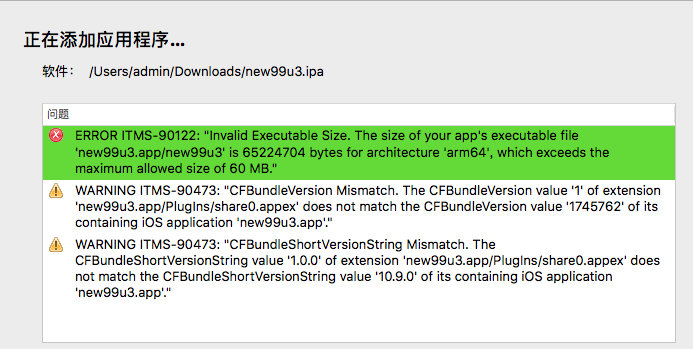 正在添加应用程序...
软件： /Users/admin/Downloads/new99u3.ipa
问题
ERROR ITMS-90122: "Invalid Executable Size. The size of your app's executable file
'new99u3.app/new99u3' is 65224704 bytes for architecture 'arm64', which exceeds the
maximum allowed size of 60 MB."
WARNING ITMS-90473: "CFBundleVersion Mismatch. The CFBundleVersion value '1' of extension
'new99u3.app/PlugIns/share0.appex' does not match the CFBundleVersion value '1745762' of its
containing iOS application 'new99u3.app'."
WARNING ITMS-90473: "CFBundleShortVersionString Mismatch. The
CFBundleShortVersionString value '1.0.0' of extension 'new99u3.app/PlugIns/share0.appex' does
not match the CFBundleShortVersionString value '10.9.0' of its containing iOS application
'new99u3.app'."